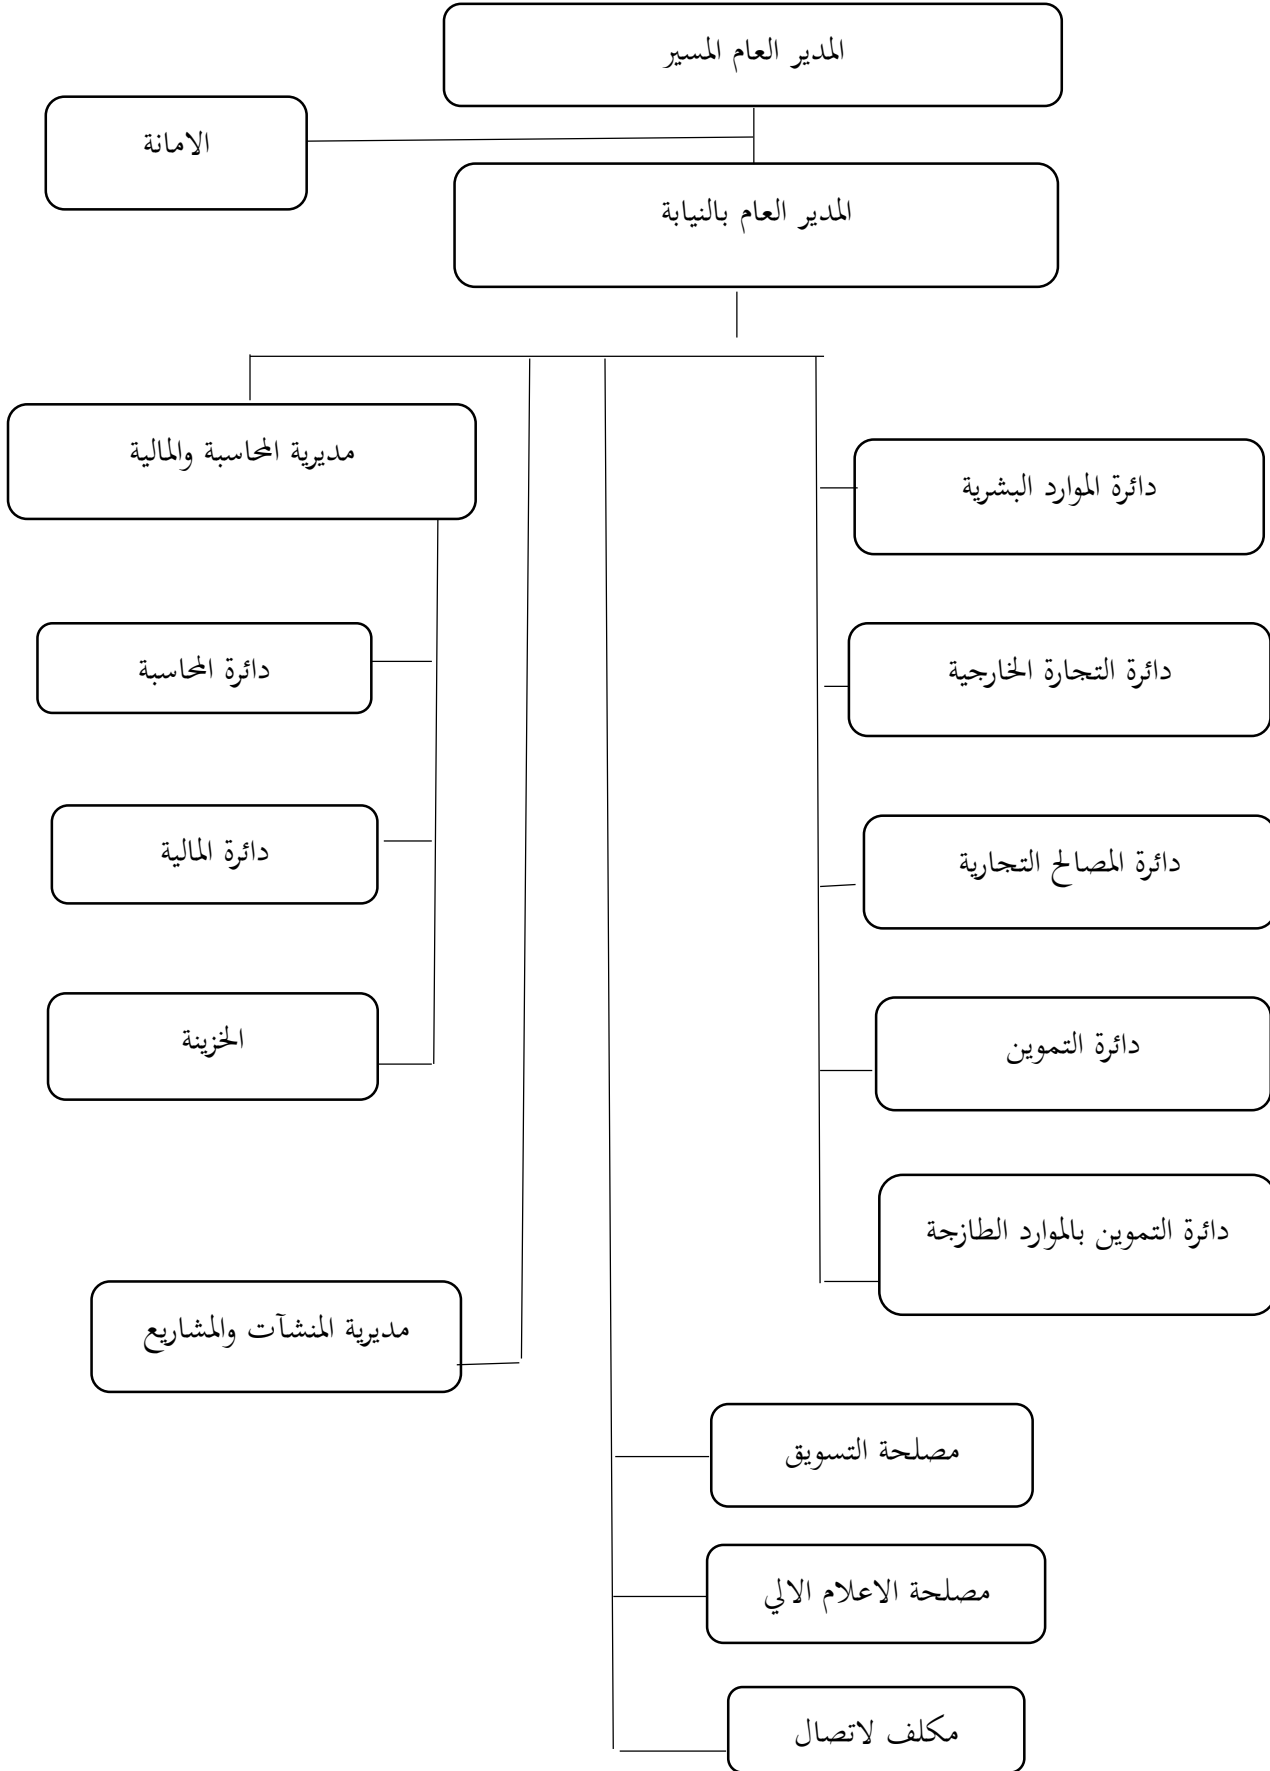 المدير العام المسير
الامانة
المدير العام بالنيابة
مديرية المحاسبة والمالية
دائرة الموارد البشرية
دائرة المحاسبة
دائرة التجارة الخارجية
دائرة المالية
دائرة المصالح التجارية
الخزينة
دائرة التموين
دائرة التموين بالموارد الطازجة
مديرية المنشآت والمشاريع
مصلحة التسويق
مصلحة الاعلام الالي
مكلف لاتصال